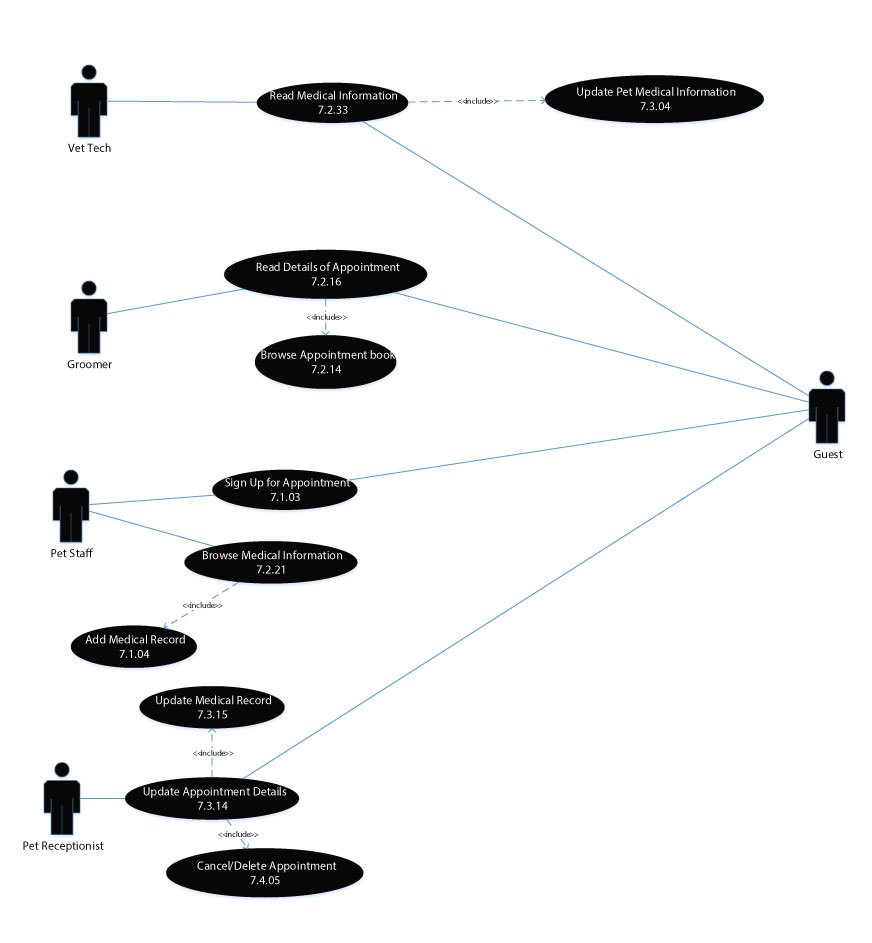 Read Medical Information
7.2.33
<<include>>
Update Pet Medical Information
7.3.04
Vet Tech
Read Details of Appointment
7.2.16
<<include>>
Browse Appointment book
7.2.14
Groomer
Guest
Sign Up for Appointment
7.1.03
Pet Staff
Browse Medical Information
7.2.21
<<include>>
Add Medical Record
7.1.04
Update Medical Record
7.3.15
<<include>>
Update Appointment Details
7.3.14
Pet Receptionist
<<include>>
Cancel/Delete Appointment
7.4.05